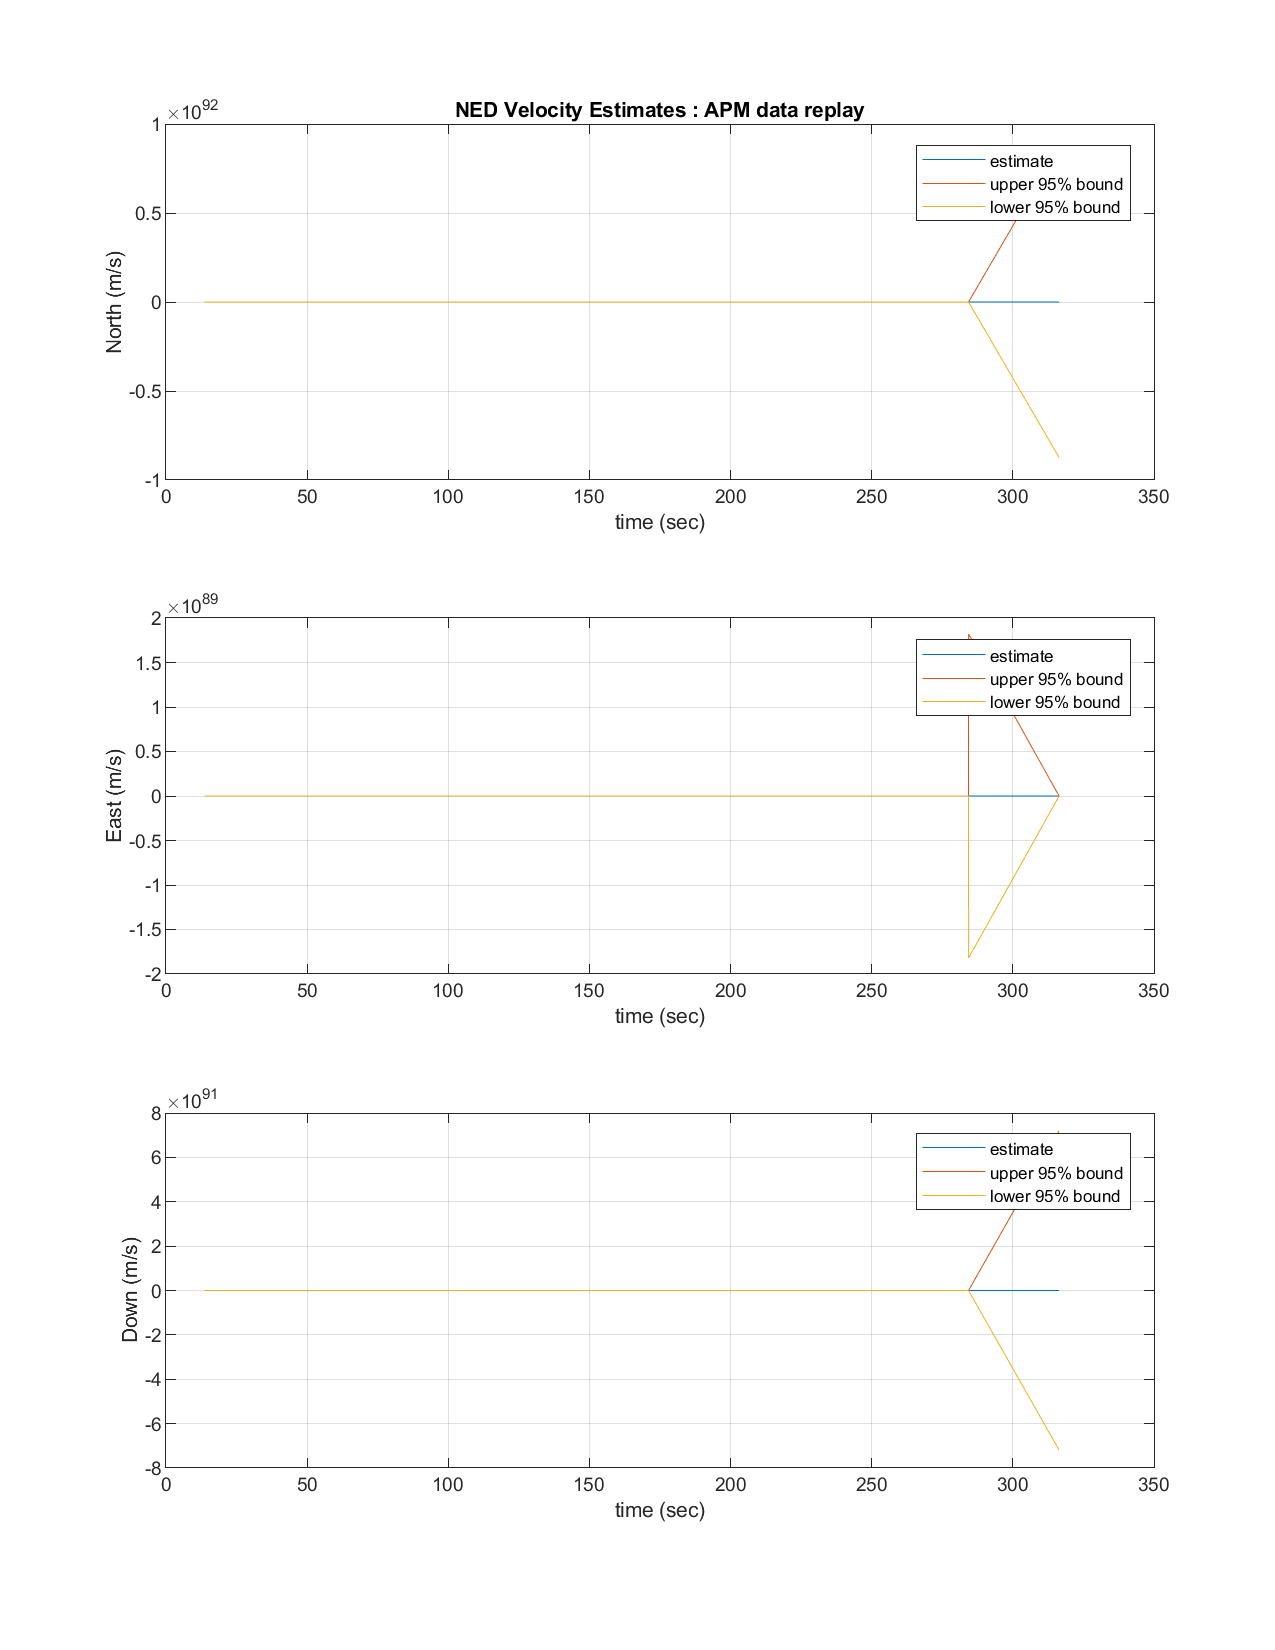 NED Velocity Estimates : APM data replay
×10^92
1
0.5
0
-0.5
-1
North (m/s)
estimate
upper 95% bound
lower 95% bound
0 50 100 150 200 250 300 350
time (sec)
×10^89
2
1.5
1
0.5
0
-0.5
-1
-1.5
-2
East (m/s)
estimate
upper 95% bound
lower 95% bound
0 50 100 150 200 250 300 350
time (sec)
×10^91
8
6
4
2
0
-2
-4
-6
-8
Down (m/s)
estimate
upper 95% bound
lower 95% bound
0 50 100 150 200 250 300 350
time (sec)